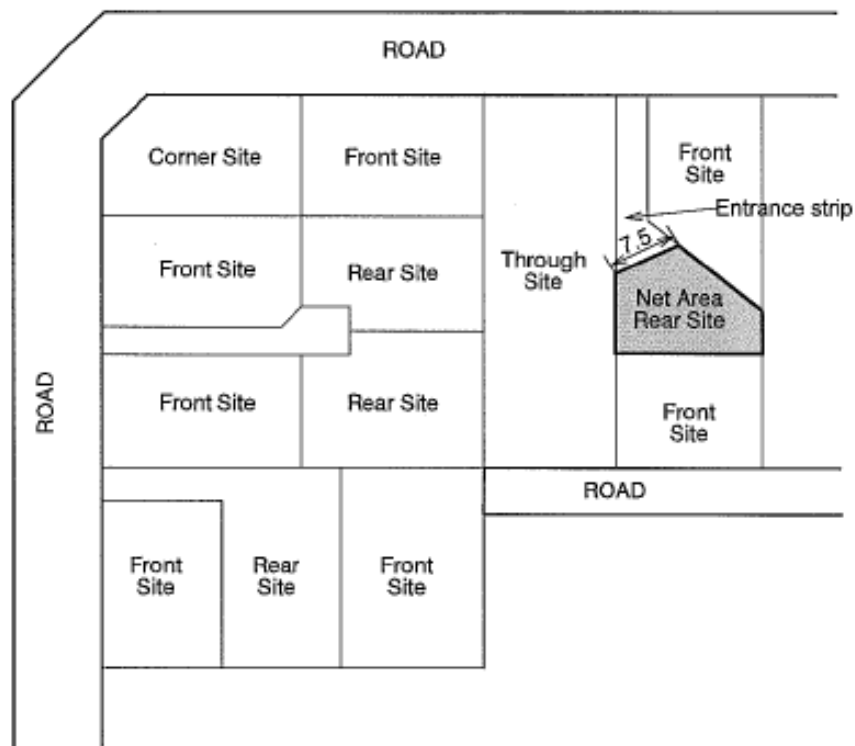 ROAD
Corner Site
Front Site
Front
Site
Entrance strip
7.5
Front Site
Rear Site
Through
Site
Net Area
Rear Site
ROAD
Front Site
Rear Site
Front
Site
ROAD
Front
Site
Rear
Site
Front
Site